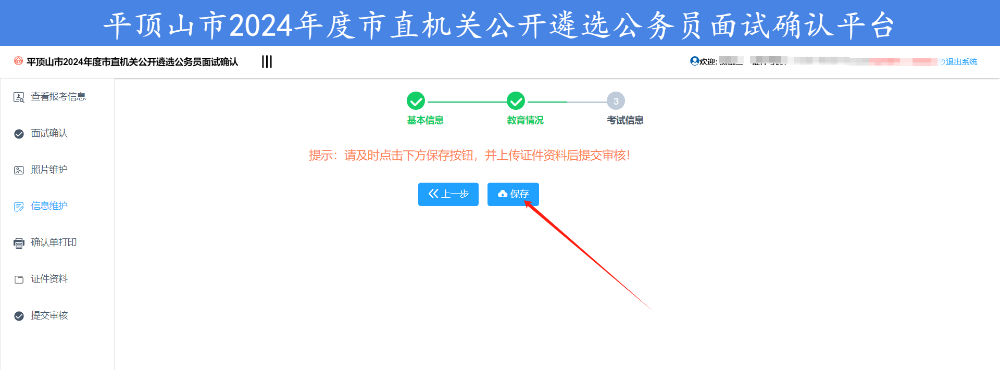 平顶山市2024年度市直机关公开遴选公务员面试确认平台
平顶山市2024年度市直机关公开遴选公务员面试确认
欢迎:
退出系统
查看报考信息
面试确认
照片维护
信息维护
确认单打印
证件资料
提交审核
3
基本信息
教育情况
考试信息
提示：请及时点击下方保存按钮，并上传证件资料后提交审核！
上一步
保存